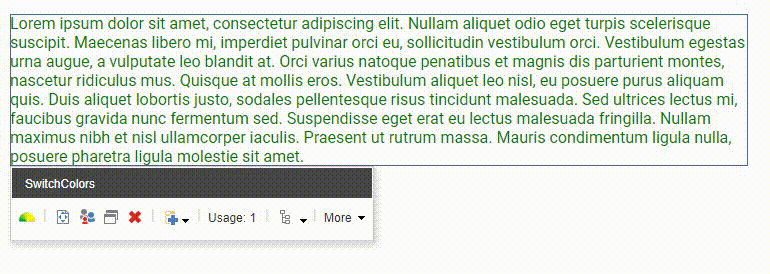 Lorem ipsum dolor sit amet, consectetur adipiscing elit. Nullam aliquet odio eget turpis scelerisque
suscipit. Maecenas libero mi, imperdiet pulvinar orci eu, sollicitudin vestibulum orci. Vestibulum egestas
urna augue, a vulputate leo blandit at. Orci varius natoque penatibus et magnis dis parturient montes,
nascetur ridiculus mus. Quisque at mollis eros. Vestibulum aliquet leo nisl, eu posuere purus aliquam
quis. Duis aliquet lobortis justo, sodales pellentesque risus tincidunt malesuada. Sed ultrices lectus mi,
faucibus gravida nunc fermentum sed. Suspendisse eget erat eu lectus malesuada fringilla. Nullam
maximus nibh et nisl ullamcorper iaculis. Praesent ut rutrum massa. Mauris condimentum ligula nulla,
posuere pharetra ligula molestie sit amet.
SwitchColors
Usage: 1 More